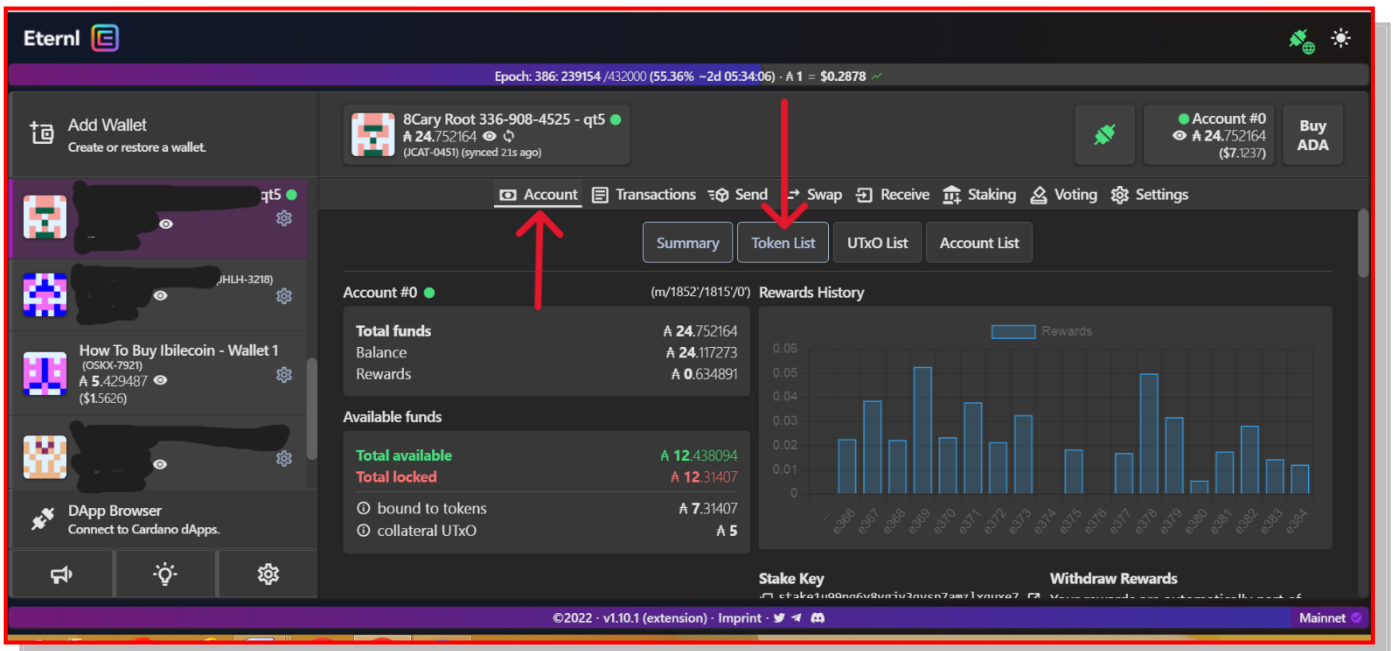 Eternl
Epoch: 386: 239154 /432000 (55.36% ~2d 05:34:06) · ₳ 1 = $0.2878
Add Wallet
Create or restore a wallet.
8Cary Root 336-908-4525 - qt5
₳ 24.752164
(JCAT-0451) (synced 21s ago)
Account #0
₳ 24.752164
($7.1237)
Buy
ADA
qt5
HLH-3218)
How To Buy Ibilecoin - Wallet 1
(OSKX-7921)
₳ 5.429487
($1.5626)
DApp Browser
Connect to Cardano dApps.
Account Transactions Send Swap Receive Staking Voting Settings
Summary Token List UTxO List Account List
Account #0 (m/1852'/1815'/0')
Total funds ₳ 24.752164
Balance ₳ 24.117273
Rewards ₳ 0.634891
Available funds
Total available ₳ 12.438094
Total locked ₳ 12.31407
bound to tokens ₳ 7.31407
collateral UTxO ₳ 5
Rewards History
Rewards
0.06
0.05
0.04
0.03
0.02
0.01
0
... e366 e367 e368 e369 e370 e371 e372 e373 e374 e375 e376 e377 e378 e379 e380 e381 e382 e383 e384
Stake Key
Withdraw Rewards
Your rewards are automatically part of
©2022 · v1.10.1 (extension) · Imprint ·
Mainnet